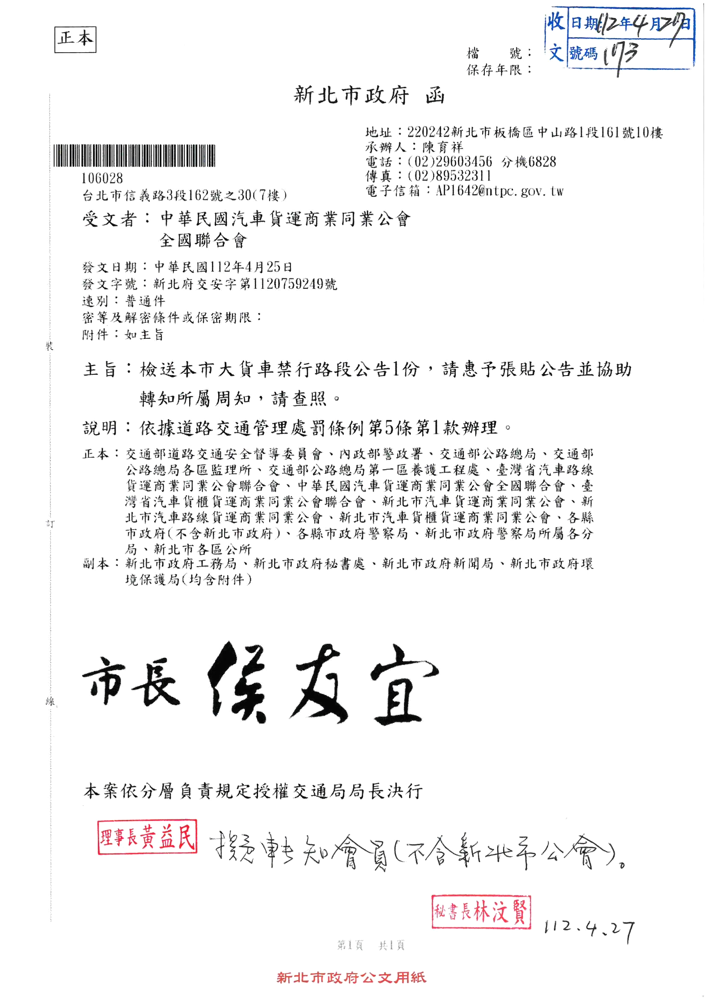 正本
收文 日期:112年4月27日
號碼 173
檔　　號：
保存年限：
新北市政府 函
地址：220242新北市板橋區中山路1段161號10樓
承辦人：陳育祥
電話：(02)29603456 分機6828
傳真：(02)89532311
電子信箱：AP1642@ntpc.gov.tw
106028
台北市信義路3段162號之30(7樓)
受文者：中華民國汽車貨運商業同業公會
全國聯合會
發文日期：中華民國112年4月25日
發文字號：新北府交安字第1120759249號
速別：普通件
密等及解密條件或保密期限：
附件：如主旨
主旨：檢送本市大貨車禁行路段公告1份，請惠予張貼公告並協助
轉知所屬周知，請查照。
說明：依據道路交通管理處罰條例第5條第1款辦理。
正本：交通部道路交通安全督導委員會、內政部警政署、交通部公路總局、交通部
公路總局各區監理所、交通部公路總局第一區養護工程處、臺灣省汽車路線
貨運商業同業公會聯合會、中華民國汽車貨運商業同業公會全國聯合會、臺
灣省汽車貨櫃貨運商業同業公會聯合會、新北市汽車貨運商業同業公會、新
北市汽車路線貨運商業同業公會、新北市汽車貨櫃貨運商業同業公會、各縣
市政府(不含新北市政府)、各縣市政府警察局、新北市政府警察局所屬各分
局、新北市各區公所
副本：新北市政府工務局、新北市政府秘書處、新北市政府新聞局、新北市政府環
境保護局(均含附件)
裝
訂
線
市長 侯友宜
本案依分層負責規定授權交通局局長決行
理事長黃益民
擬轉知會員(不含新北市公會)。
秘書長林汶賢
112.4.27
第1頁　共1頁
新北市政府公文用紙